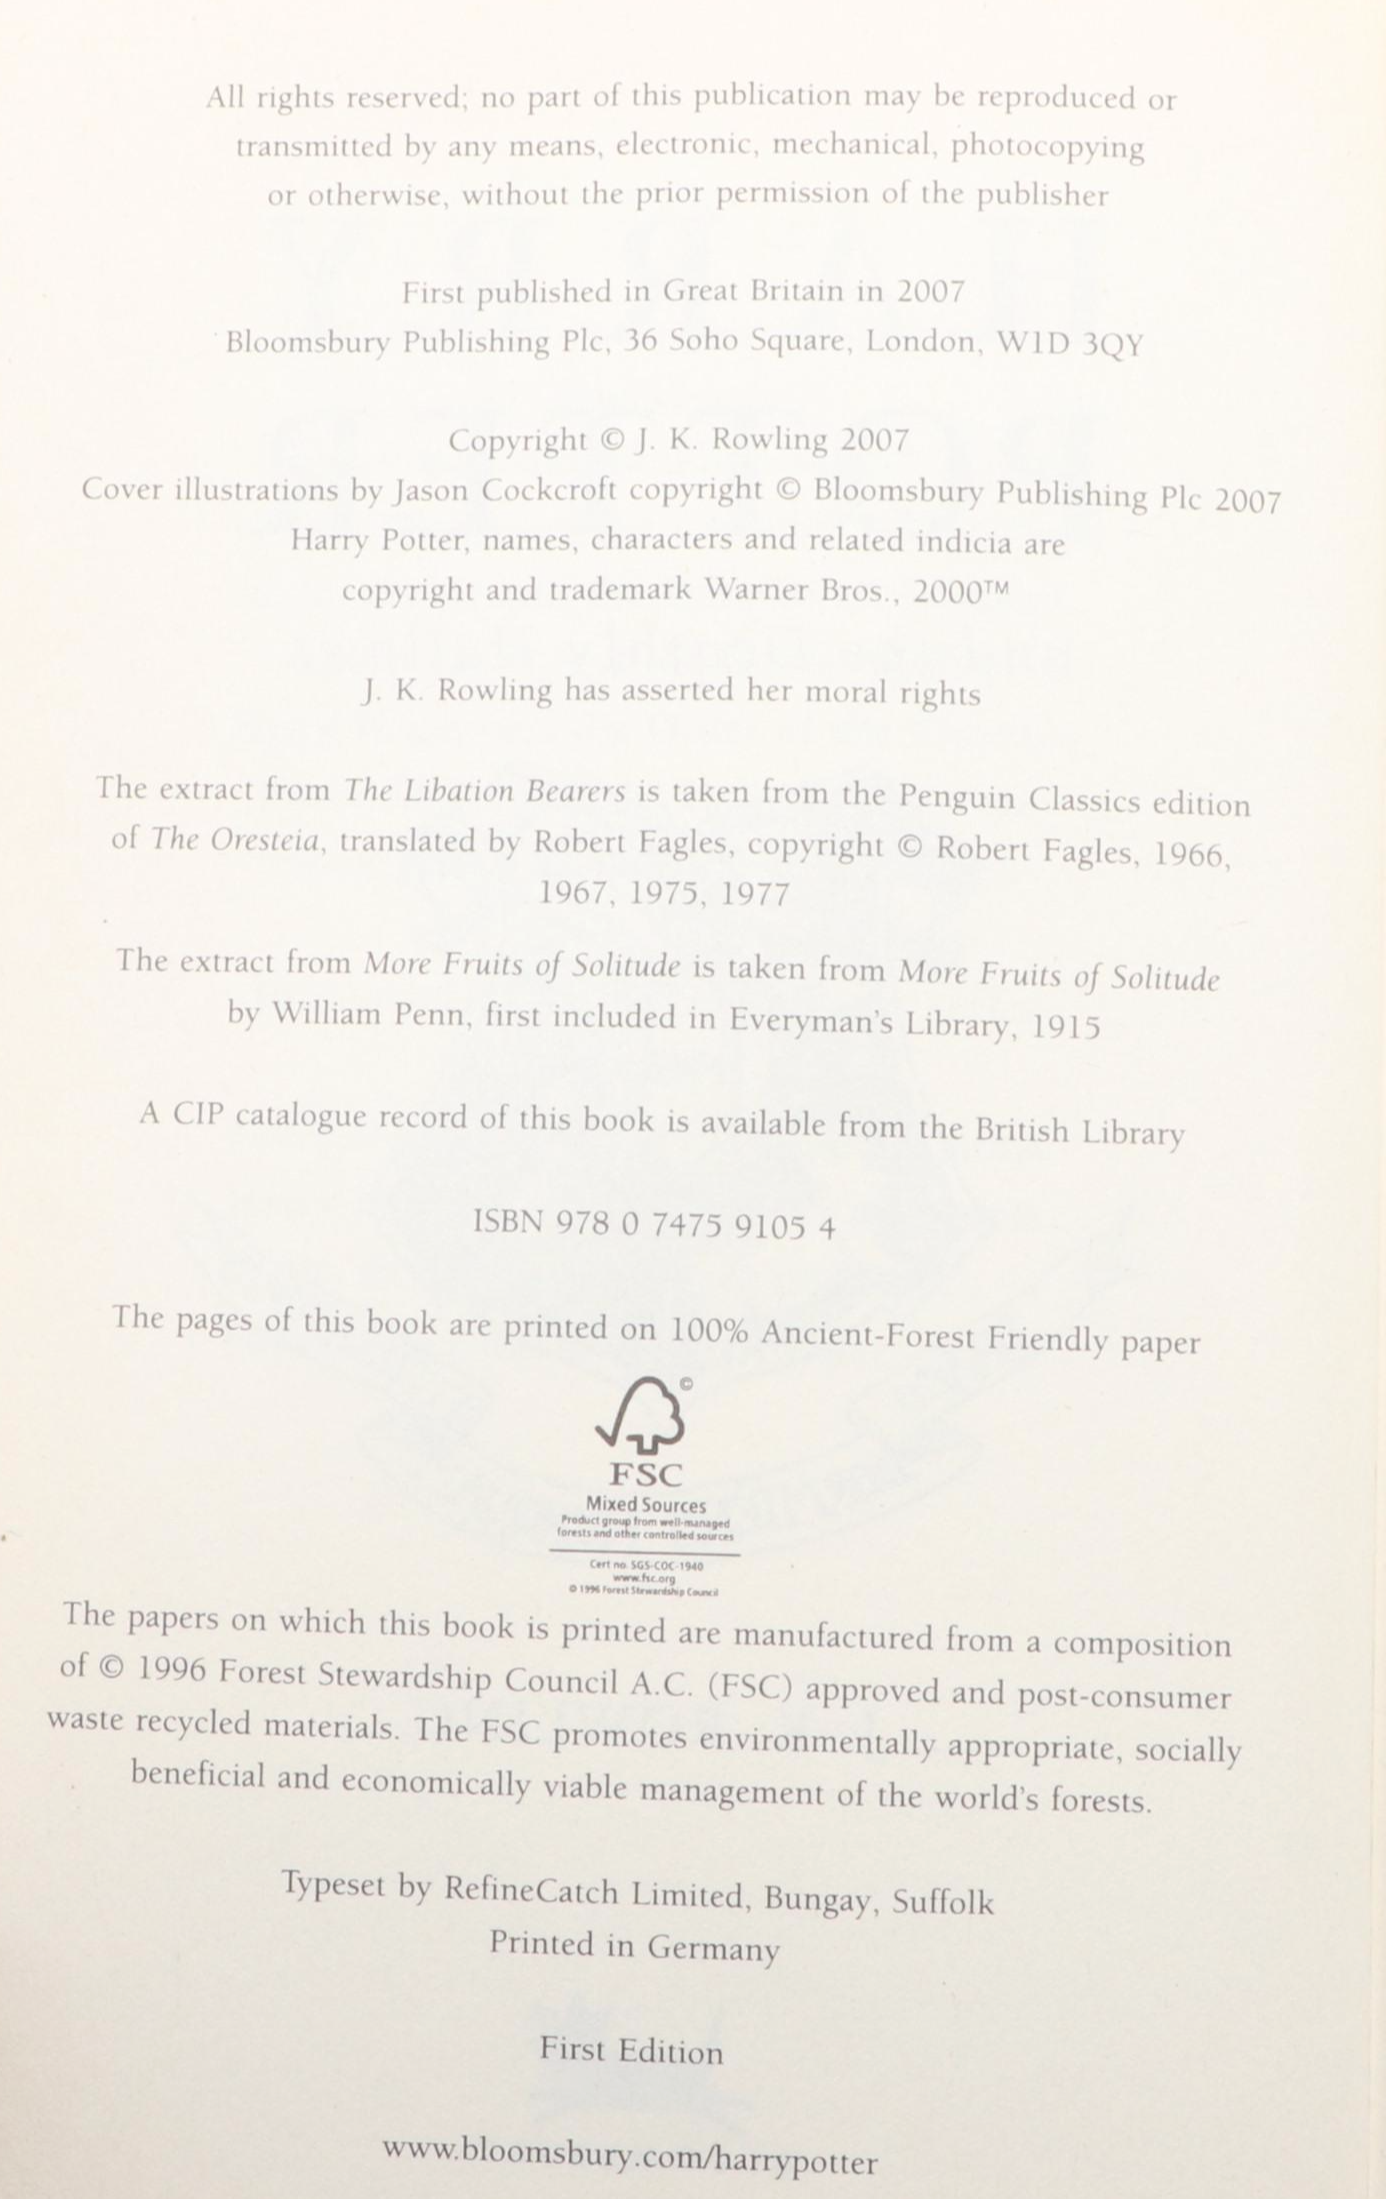 All rights reserved; no part of this publication may be reproduced or
transmitted by any means, electronic, mechanical, photocopying
or otherwise, without the prior permission of the publisher
First published in Great Britain in 2007
Bloomsbury Publishing Plc, 36 Soho Square, London, W1D 3QY
Copyright © J. K. Rowling 2007
Cover illustrations by Jason Cockcroft copyright © Bloomsbury Publishing Plc 2007
Harry Potter, names, characters and related indicia are
copyright and trademark Warner Bros., 2000™
J. K. Rowling has asserted her moral rights
The extract from The Libation Bearers is taken from the Penguin Classics edition
of The Oresteia, translated by Robert Fagles, copyright © Robert Fagles, 1966,
1967, 1975, 1977
The extract from More Fruits of Solitude is taken from More Fruits of Solitude
by William Penn, first included in Everyman's Library, 1915
A CIP catalogue record of this book is available from the British Library
ISBN 978 0 7475 9105 4
The pages of this book are printed on 100% Ancient-Forest Friendly paper
©
FSC
Mixed Sources
Product group from well-managed
forests and other controlled sources
Cert no. SGS-COC-1940
www.fsc.org
© 1996 Forest Stewardship Council
The papers on which this book is printed are manufactured from a composition
of © 1996 Forest Stewardship Council A.C. (FSC) approved and post-consumer
waste recycled materials. The FSC promotes environmentally appropriate, socially
beneficial and economically viable management of the world's forests.
Typeset by RefineCatch Limited, Bungay, Suffolk
Printed in Germany
First Edition
www.bloomsbury.com/harrypotter